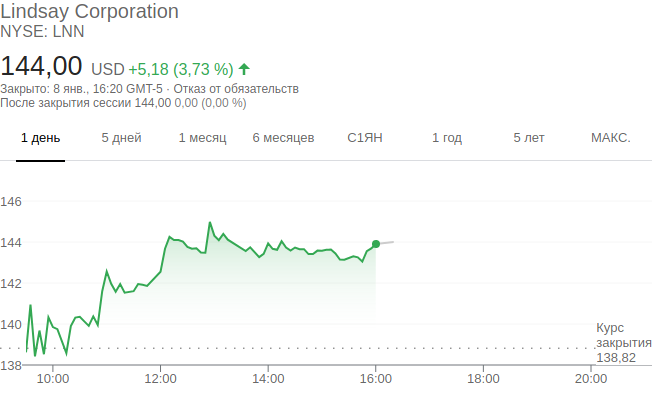 Lindsay Corporation
NYSE: LNN
144,00 USD +5,18 (3,73 %)
Закрыто: 8 янв., 16:20 GMT-5 · Отказ от обязательств
После закрытия сессии 144,00 0,00 (0,00 %)
1 день 5 дней 1 месяц 6 месяцев С1ЯН 1 год 5 лет МАКС.
146
144
142
140
138
Курс
закрытия
138,82
10:00 12:00 14:00 16:00 18:00 20:00